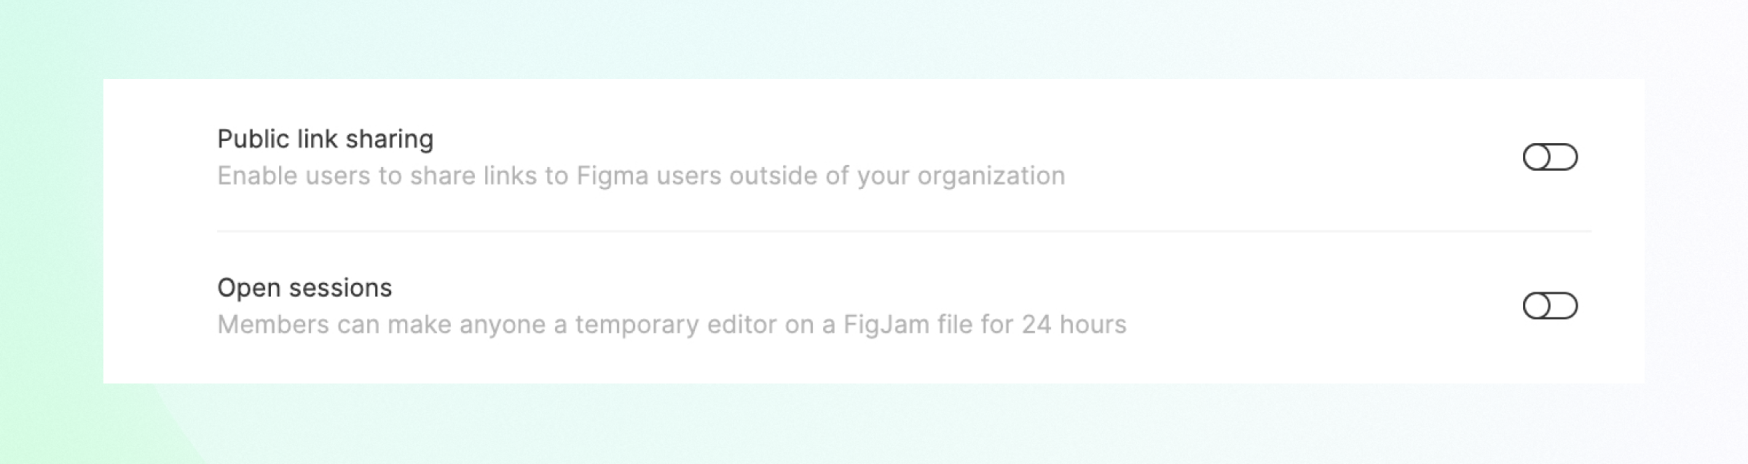 Public link sharing
Enable users to share links to Figma users outside of your organization
Open sessions
Members can make anyone a temporary editor on a FigJam file for 24 hours